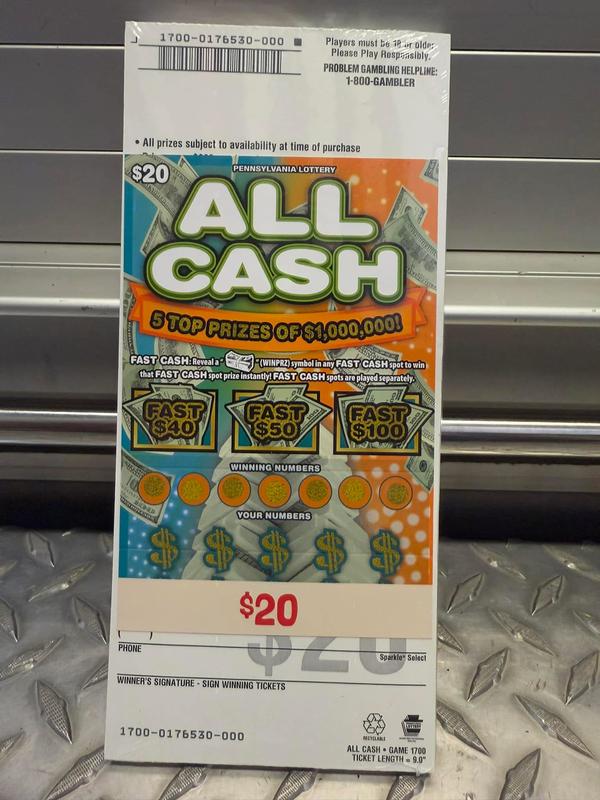 1700-0176530-000
Players must be 18 or older.
Please Play Responsibly.
PROBLEM GAMBLING HELPLINE:
1-800-GAMBLER
• All prizes subject to availability at time of purchase
$20
PENNSYLVANIA LOTTERY
ALL
CASH
5 TOP PRIZES OF $1,000,000!
FAST CASH: Reveal a " " (WINPRZ) symbol in any FAST CASH spot to win
that FAST CASH spot prize instantly! FAST CASH spots are played separately.
FAST
$40
FAST
$50
FAST
$100
WINNING NUMBERS
YOUR NUMBERS
$ $ $ $ $
$20
$20
PHONE
Sparkle® Select
WINNER'S SIGNATURE - SIGN WINNING TICKETS
1700-0176530-000
RECYCLABLE
ALL CASH • GAME 1700
TICKET LENGTH = 9.0"